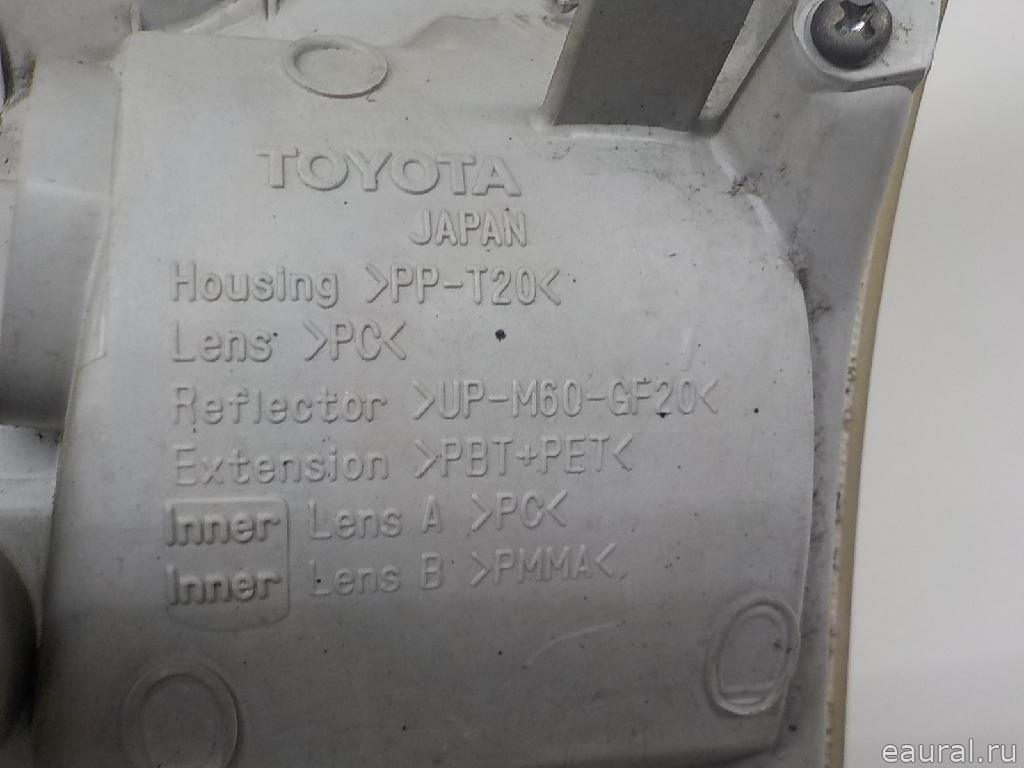 TOYOTA
JAPAN
Housing >PP-T20<
Lens >PC<
Reflector >UP-M60-GF20<
Extension >PBT+PET<
Inner Lens A >PC<
Inner Lens B >PMMA<
eaural.ru